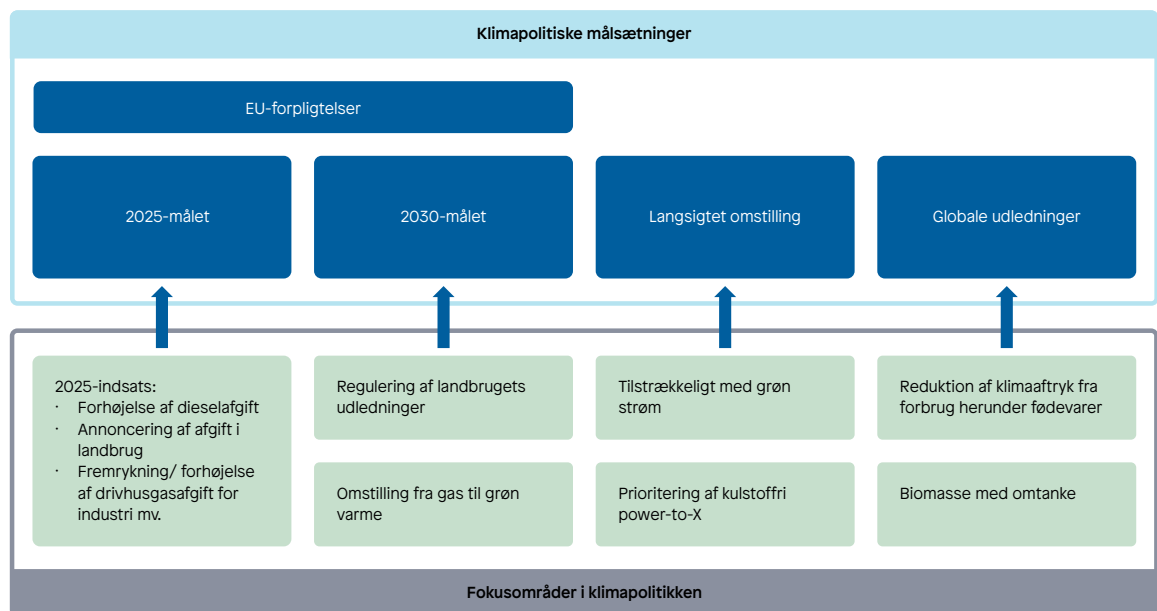 Klimapolitiske målsætninger
EU-forpligtelser
2025-målet
2030-målet
Langsigtet omstilling
Globale udledninger
2025-indsats:
· Forhøjelse af dieselafgift
· Annoncering af afgift i
landbrug
· Fremrykning/ forhøjelse
af drivhusgasafgift for
industri mv.
Regulering af landbrugets
udledninger
Omstilling fra gas til grøn
varme
Tilstrækkeligt med grøn
strøm
Prioritering af kulstoffri
power-to-X
Reduktion af klimaaftryk fra
forbrug herunder fødevarer
Biomasse med omtanke
Fokusområder i klimapolitikken